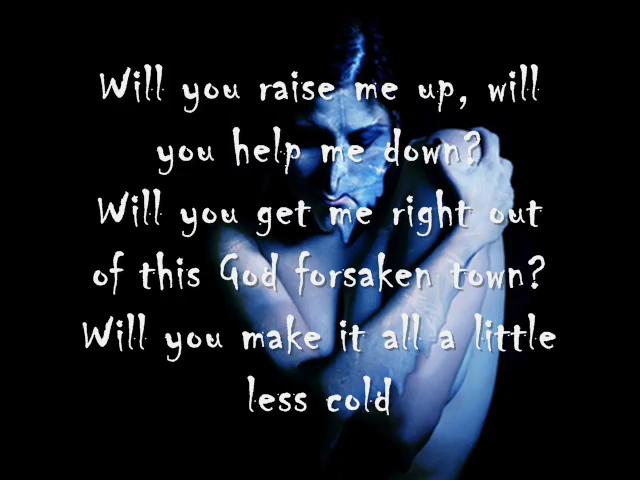 Will you raise me up, will
you help me down?
Will you get me right out
of this God forsaken town?
Will you make it all a little
less cold